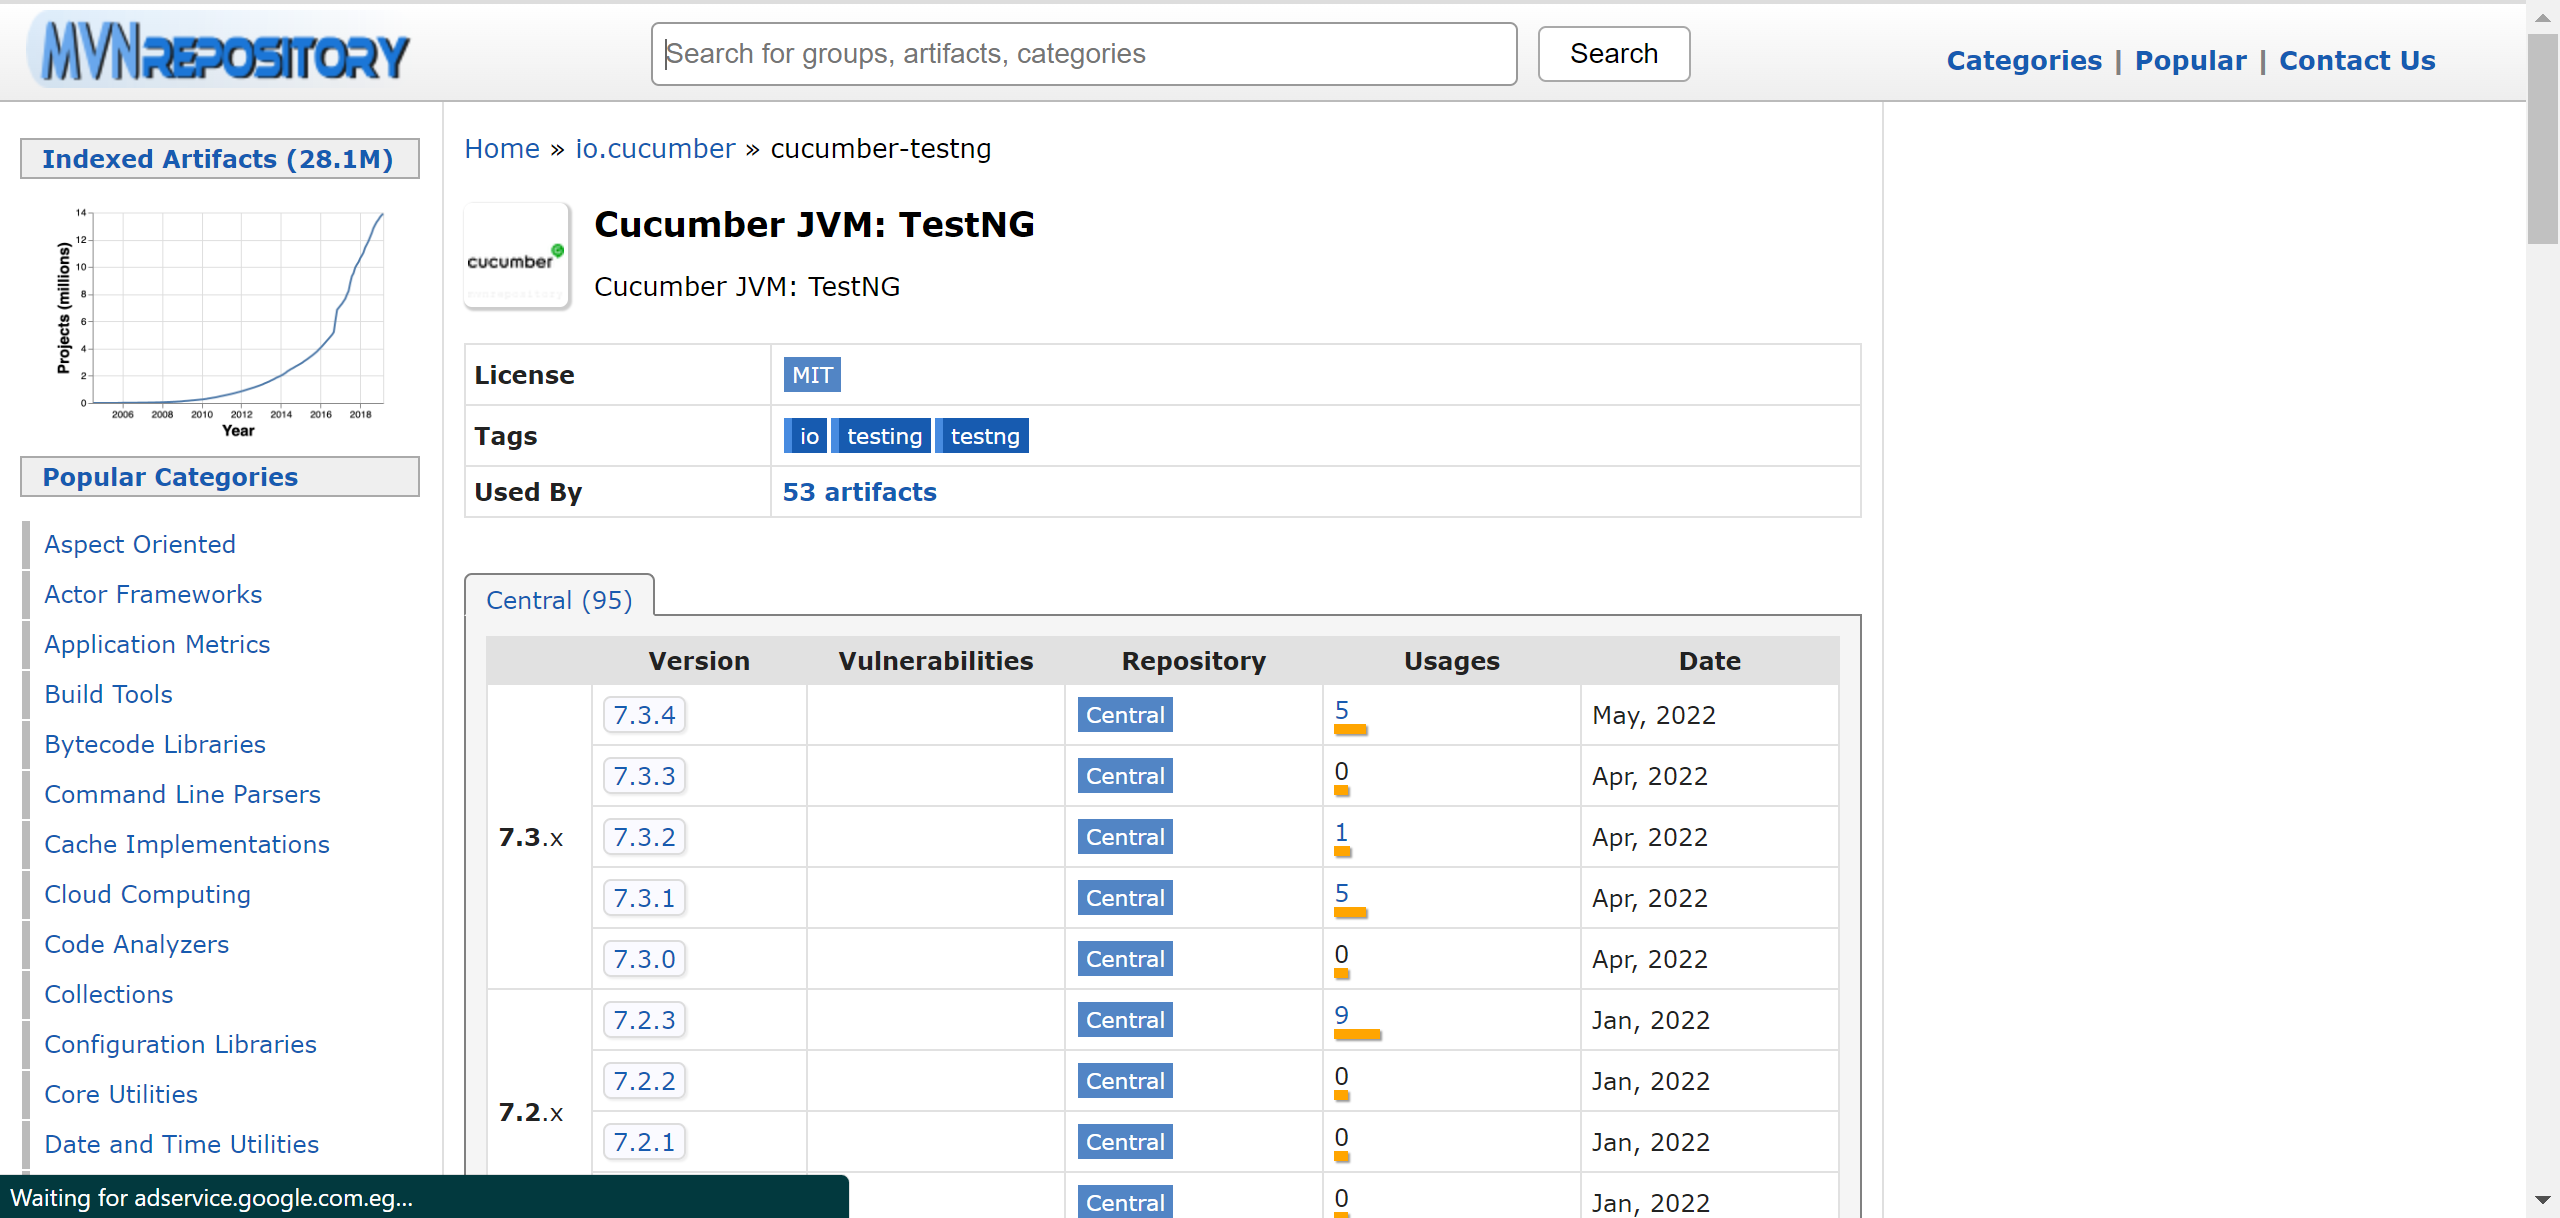 MVNREPOSITORY
Search for groups, artifacts, categories
Search
Categories | Popular | Contact Us
Indexed Artifacts (28.1M)
Projects (millions)
14
12
10
8
6
4
2
0
2006 2008 2010 2012 2014 2016 2018
Year
Popular Categories
Aspect Oriented
Actor Frameworks
Application Metrics
Build Tools
Bytecode Libraries
Command Line Parsers
Cache Implementations
Cloud Computing
Code Analyzers
Collections
Configuration Libraries
Core Utilities
Date and Time Utilities
Waiting for adservice.google.com.eg...
Home » io.cucumber » cucumber-testng
cucumber
mvnrepository
Cucumber JVM: TestNG
Cucumber JVM: TestNG
License MIT
Tags io testing testng
Used By 53 artifacts
Central (95)
Version Vulnerabilities Repository Usages Date
7.3.x
7.3.4 Central 5 May, 2022
7.3.3 Central 0 Apr, 2022
7.3.2 Central 1 Apr, 2022
7.3.1 Central 5 Apr, 2022
7.3.0 Central 0 Apr, 2022
7.2.x
7.2.3 Central 9 Jan, 2022
7.2.2 Central 0 Jan, 2022
7.2.1 Central 0 Jan, 2022
Central 0 Jan, 2022